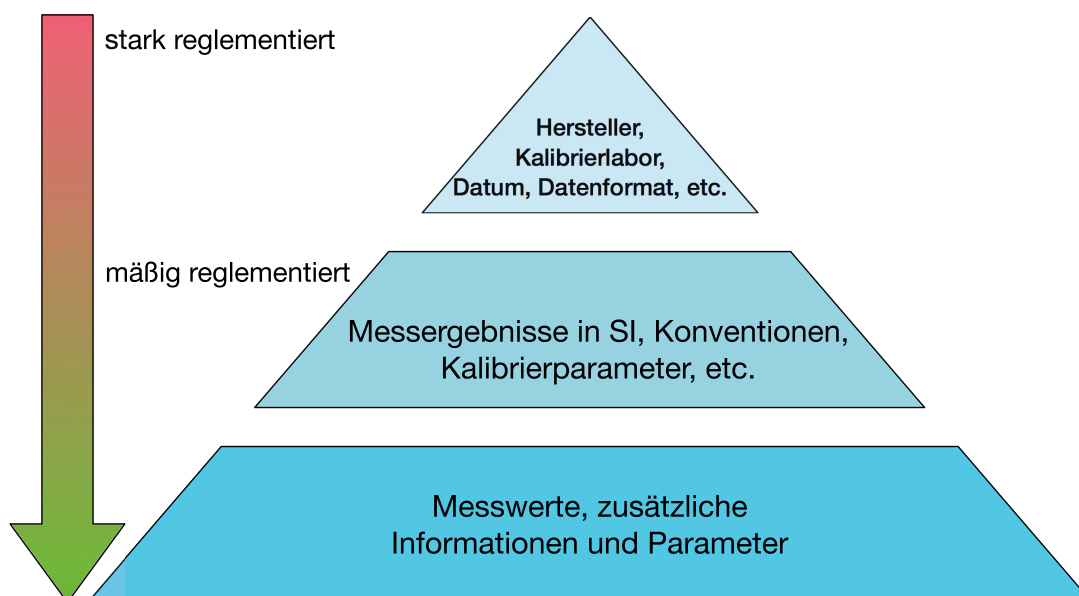 stark reglementiert
Hersteller,
Kalibrierlabor,
Datum, Datenformat, etc.
mäßig reglementiert
Messergebnisse in SI, Konventionen,
Kalibrierparameter, etc.
Messwerte, zusätzliche
Informationen und Parameter